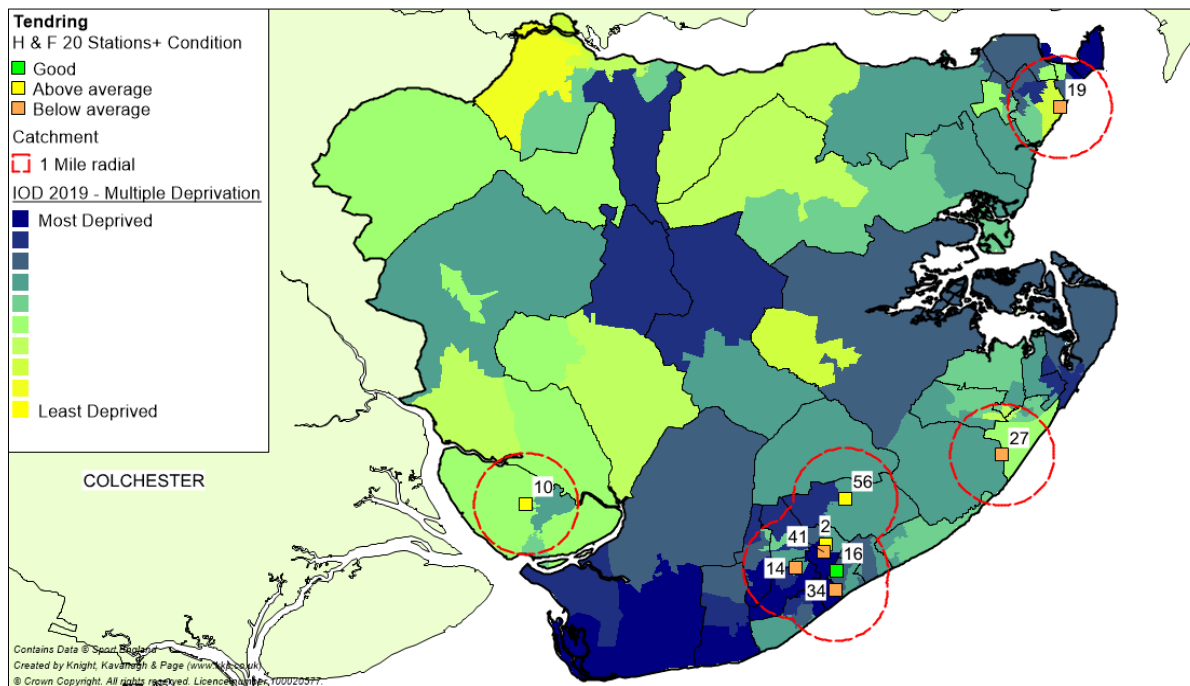 Tendring
H & F 20 Stations+ Condition
Good
Above average
Below average
Catchment
1 Mile radial
IOD 2019 - Multiple Deprivation
Most Deprived
Least Deprived
19
27
10
COLCHESTER
56
2
41
16
14
34
Contains Data © Sport England
Created by Knight, Kavanagh & Page (www.kkp.co.uk)
© Crown Copyright. All rights reserved. Licence number 100020577.